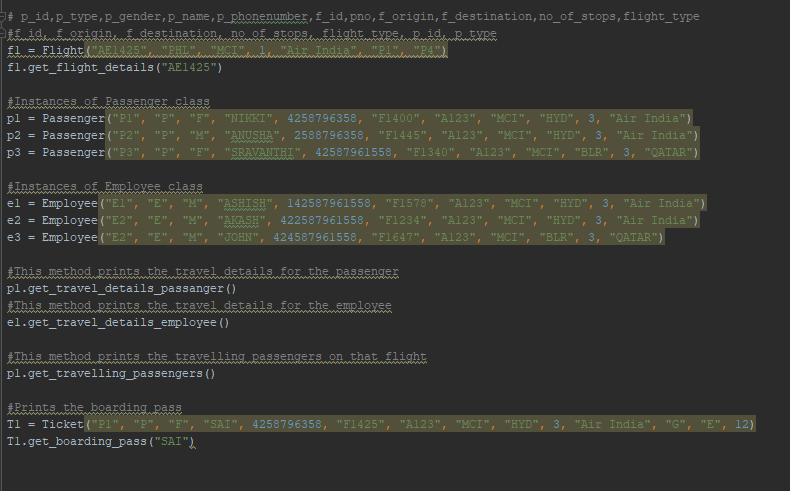 # p_id,p_type,p_gender,p_name,p_phonenumber,f_id,pno,f_origin,f_destination,no_of_stops,flight_type
#f_id, f_origin, f_destination, no_of_stops, flight_type, p_id, p_type
f1 = Flight("AE1425", "PHL", "MCI", 1, "Air India", "P1", "P4")
f1.get_flight_details("AE1425")
#Instances of Passenger class
p1 = Passenger("P1", "P", "F", "NIKKI", 4258796358, "F1400", "A123", "MCI", "HYD", 3, "Air India")
p2 = Passenger("P2", "P", "M", "ANUSHA", 2588796358, "F1445", "A123", "MCI", "HYD", 3, "Air India")
p3 = Passenger("P3", "P", "F", "SRAVANTHI", 42587961558, "F1340", "A123", "MCI", "BLR", 3, "QATAR")
#Instances of Employee class
e1 = Employee("E1", "E", "M", "ASHISH", 142587961558, "F1578", "A123", "MCI", "HYD", 3, "Air India")
e2 = Employee("E2", "E", "M", "AKASH", 422587961558, "F1234", "A123", "MCI", "HYD", 3, "Air India")
e3 = Employee("E2", "E", "M", "JOHN", 424587961558, "F1647", "A123", "MCI", "BLR", 3, "QATAR")
#This method prints the travel details for the passenger
p1.get_travel_details_passanger()
#This method prints the travel details for the employee
e1.get_travel_details_employee()
#This method prints the travelling passengers on that flight
p1.get_travelling_passengers()
#Prints the boarding pass
T1 = Ticket("P1", "P", "F", "SAI", 4258796358, "F1425", "A123", "MCI", "HYD", 3, "Air India", "G", "E", 12)
T1.get_boarding_pass("SAI")